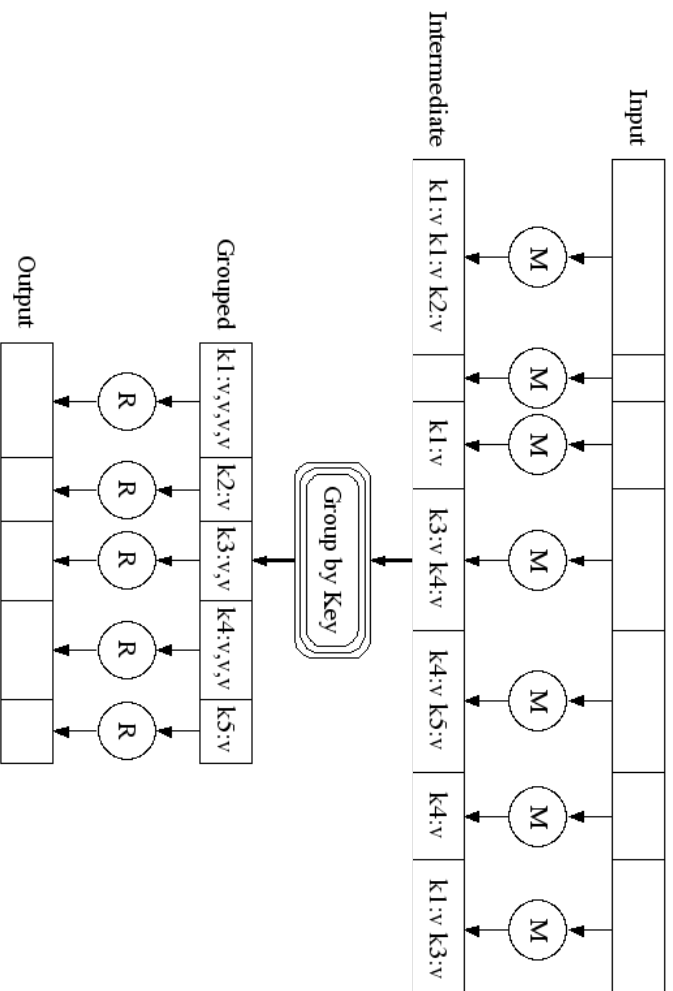 Input
M M M M M M M
Intermediate
k1:v k1:v k2:v
k1:v
k3:v k4:v
k4:v k5:v
k4:v
k1:v k3:v
Group by Key
Grouped
k1:v,v,v,v
k2:v
k3:v,v
k4:v,v,v
k5:v
R R R R R
Output